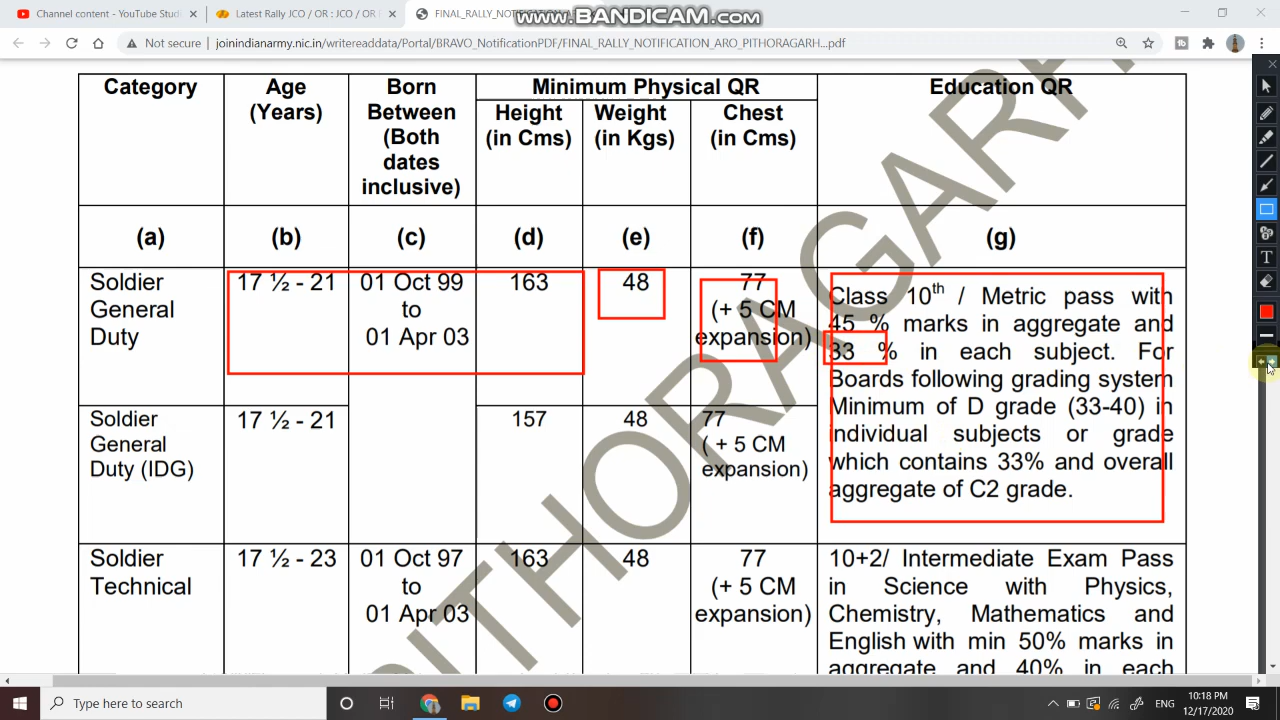 Channel content - YouTube Stud
Latest Rally JCO / OR : JCO / OR E
FINAL_RALLY_NOTIFICATION
www.BANDICAM.com
Not secure
joinindianarmy.nic.in/writereaddata/Portal/BRAVO_NotificationPDF/FINAL_RALLY_NOTIFICATION_ARO_PITHORAGARH...pdf
Category
Age
(Years)
Born
Between
(Both
dates
inclusive)
Minimum Physical QR
Height
(in Cms)
Weight
(in Kgs)
Chest
(in Cms)
Education QR
(a) (b) (c) (d) (e) (f) (g)
Soldier
General
Duty
17 ½ - 21
01 Oct 99
to
01 Apr 03
163
48
77
(+ 5 CM
expansion)
Class 10th / Metric pass with
45 % marks in aggregate and
33 % in each subject. For
Boards following grading system
Minimum of D grade (33-40) in
individual subjects or grade
which contains 33% and overall
aggregate of C2 grade.
Soldier
General
Duty (IDG)
17 ½ - 21
157
48
77
( + 5 CM
expansion)
Soldier
Technical
17 ½ - 23
01 Oct 97
to
01 Apr 03
163
48
77
(+ 5 CM
expansion)
10+2/ Intermediate Exam Pass
in Science with Physics,
Chemistry, Mathematics and
English with min 50% marks in
aggregate and 40% in each
PITHORAGARH
Type here to search
ENG
10:18 PM
12/17/2020